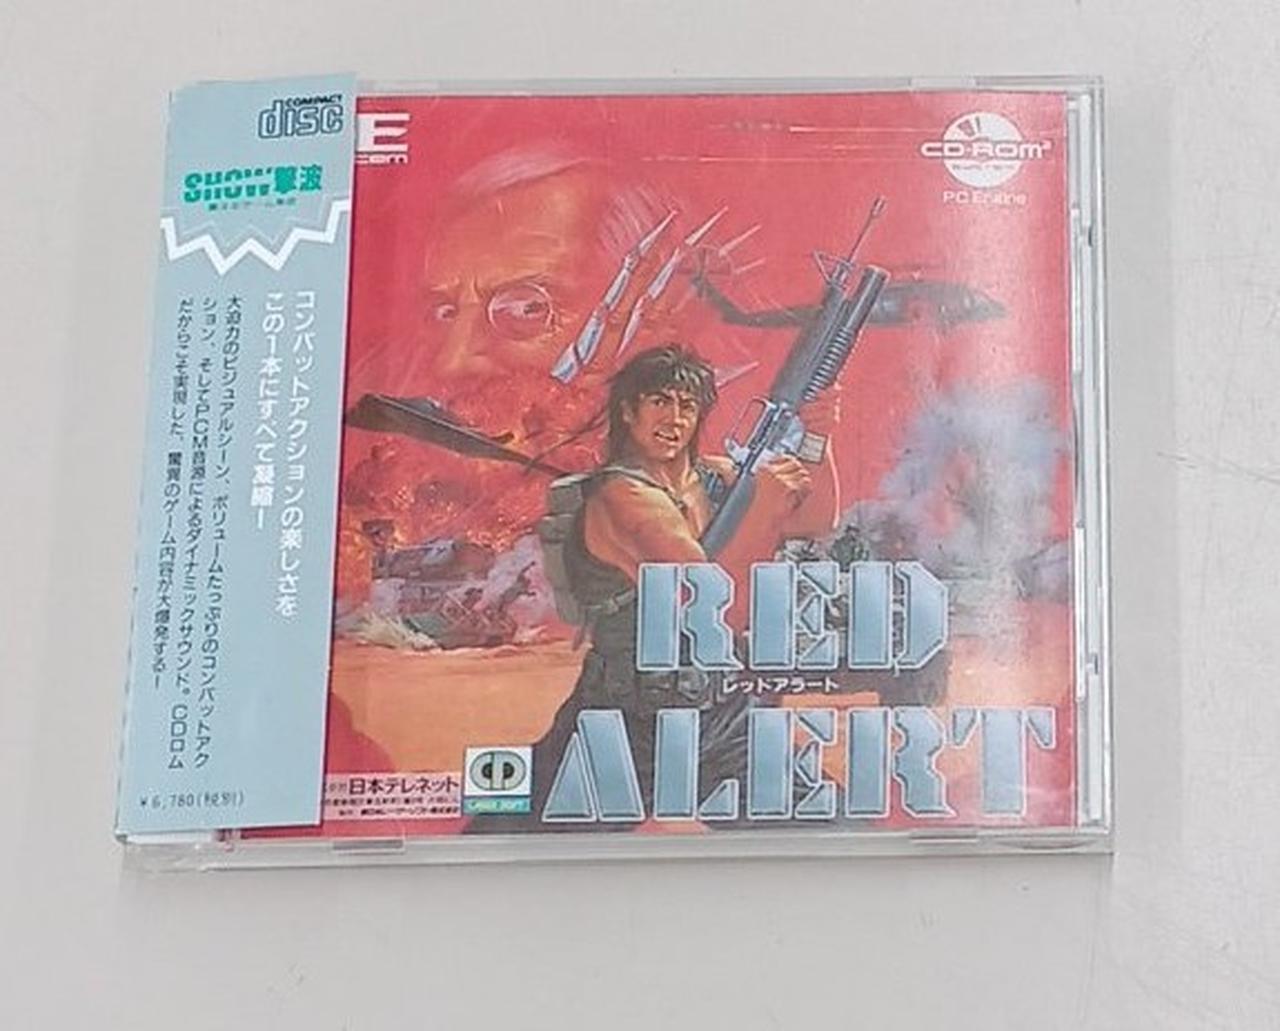 COMPACT
disc
SHOW撃波
コンバットアクションの楽しさを
この1本にすべて凝縮!
大迫力のビジュアルシーン、ボリュームたっぷりのコンバットアク
ション、そしてPCM音源によるダイナミックサウンド。CDロム
だからこそ実現した、驚異のゲーム内容が大爆発する!
¥6,780(税別)
E
CD-ROM²
PC Engine
RED
レッドアラート
ALERT
日本テレネット
LASER SOFT